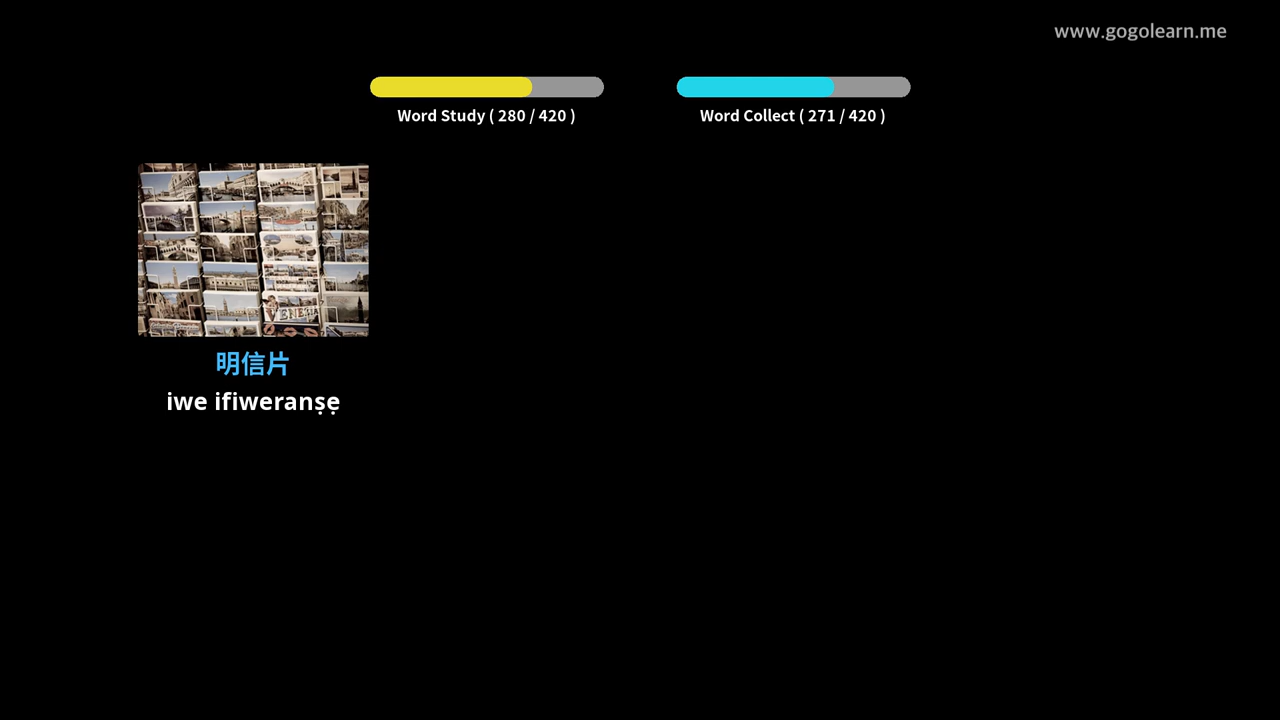 www.gogolearn.me
Word Study ( 280 / 420 )
Word Collect ( 271 / 420 )
明信片
iwe ifiweranṣẹ